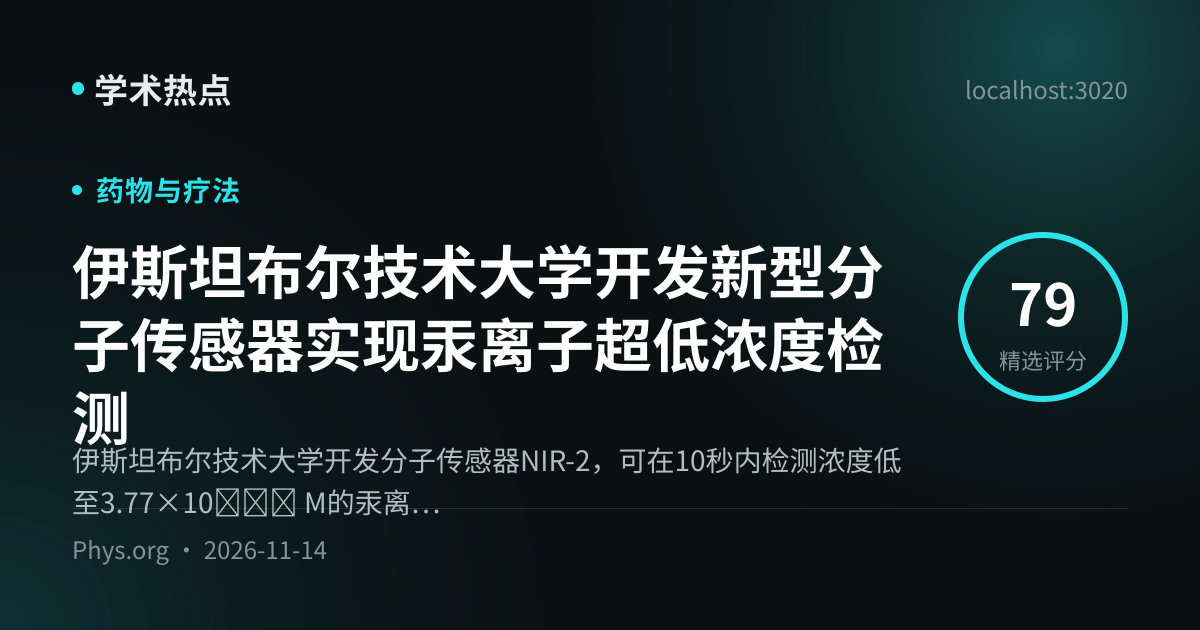 学术热点
localhost:3020
药物与疗法
伊斯坦布尔技术大学开发新型分
子传感器实现汞离子超低浓度检
测
79
精选评分
伊斯坦布尔技术大学开发分子传感器NIR-2，可在10秒内检测浓度低
至3.77×10 M的汞离…
Phys.org • 2026-11-14